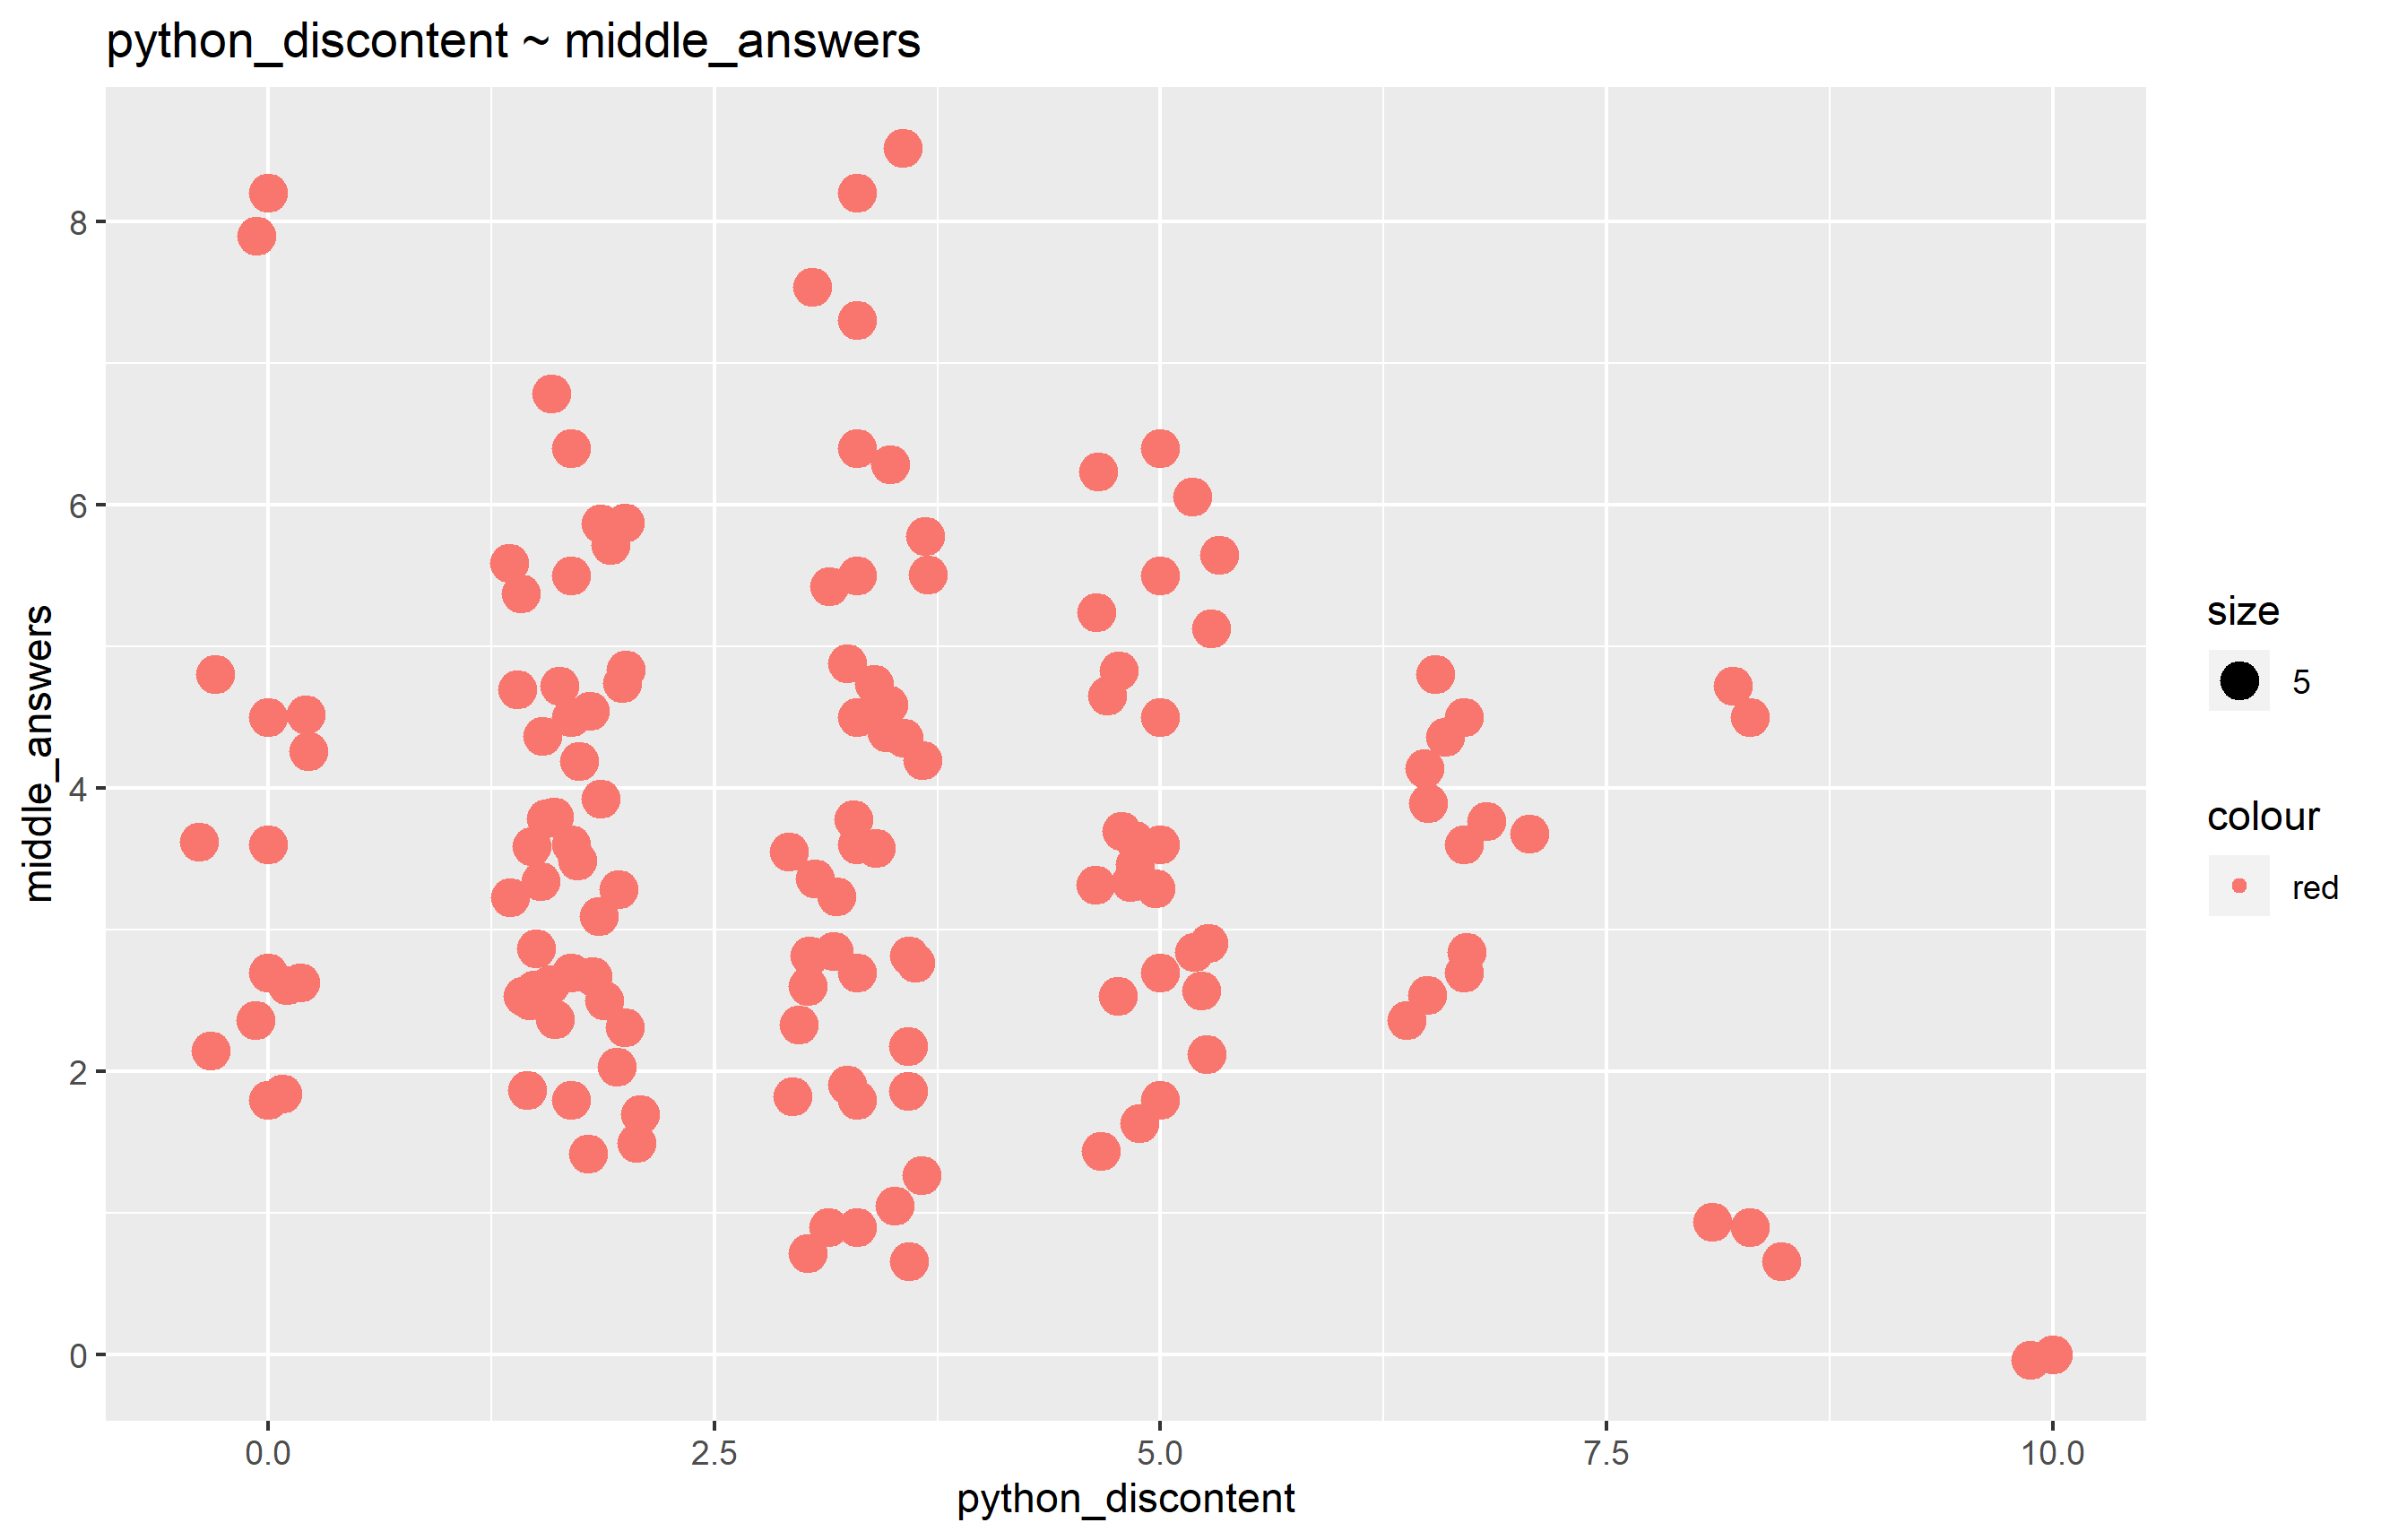 python_discontent ~ middle_answers
8
6
4
2
0
middle_answers
0.0 2.5 5.0 7.5 10.0
python_discontent
size
5
colour
red